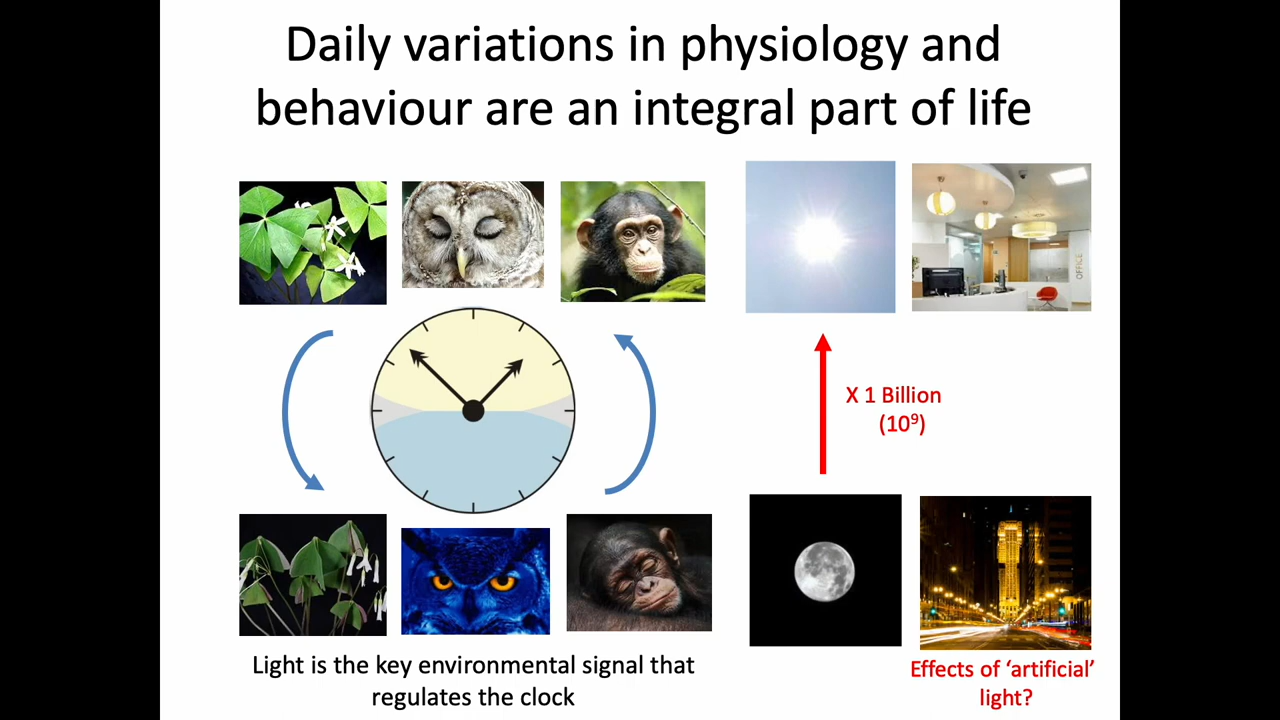 Daily variations in physiology and
behaviour are an integral part of life
OFFICE
X 1 Billion
(10⁹)
Light is the key environmental signal that
regulates the clock
Effects of ‘artificial’
light?